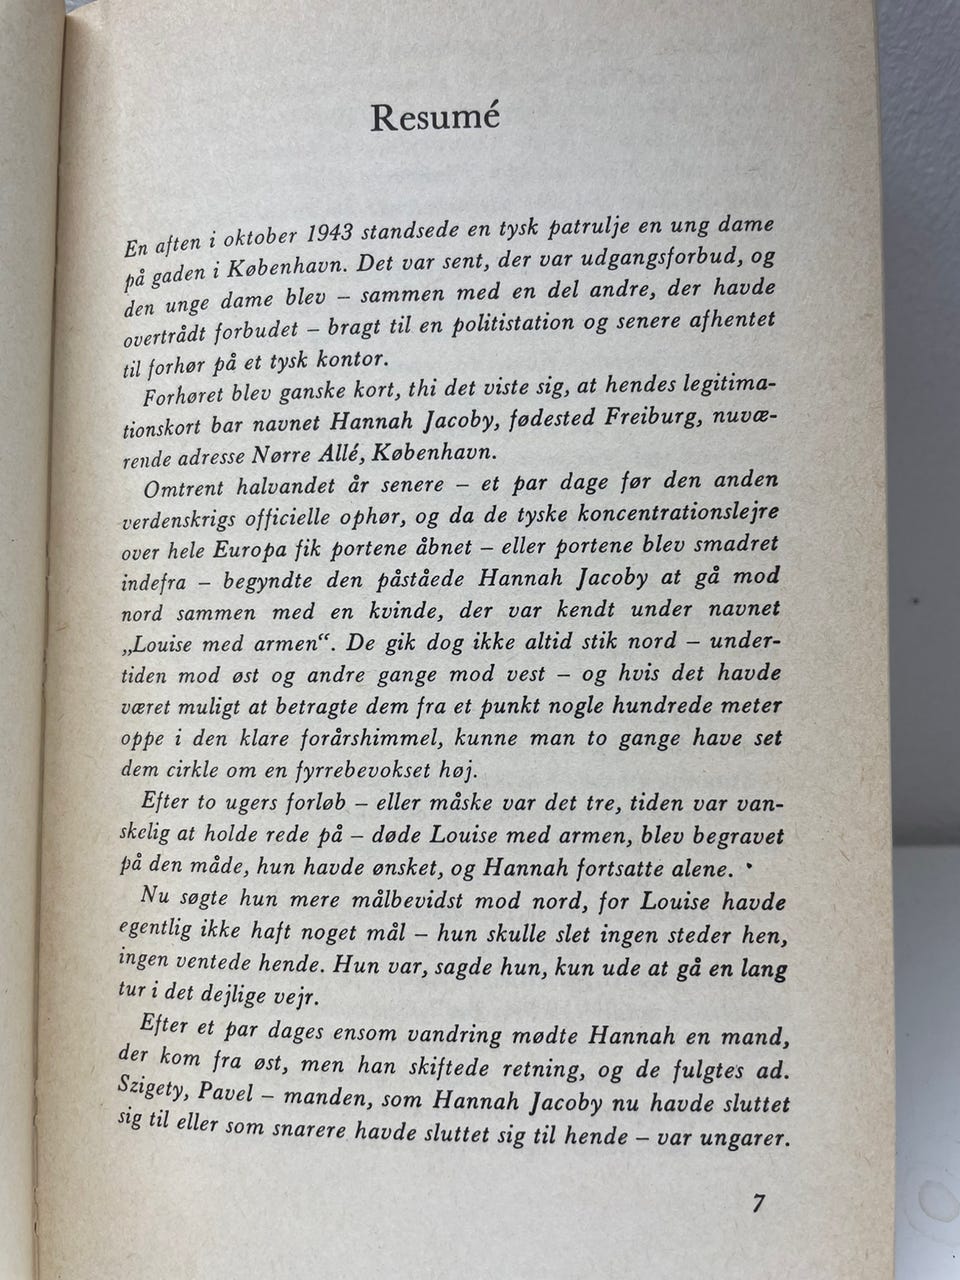 Resumé
En aften i oktober 1943 standsede en tysk patrulje en ung dame
på gaden i København. Det var sent, der var udgangsforbud, og
den unge dame blev – sammen med en del andre, der havde
overtrådt forbudet – bragt til en politistation og senere afhentet
til forhør på et tysk kontor.
Forhøret blev ganske kort, thi det viste sig, at hendes legitima-
tionskort bar navnet Hannah Jacoby, fødested Freiburg, nuvæ-
rende adresse Nørre Allé, København.
Omtrent halvandet år senere – et par dage før den anden
verdenskrigs officielle ophør, og da de tyske koncentrationslejre
over hele Europa fik portene åbnet – eller portene blev smadret
indefra – begyndte den påståede Hannah Jacoby at gå mod
nord sammen med en kvinde, der var kendt under navnet
„Louise med armen“. De gik dog ikke altid stik nord – under-
tiden mod øst og andre gange mod vest – og hvis det havde
været muligt at betragte dem fra et punkt nogle hundrede meter
oppe i den klare forårshimmel, kunne man to gange have set
dem cirkle om en fyrrebevokset høj.
Efter to ugers forløb – eller måske var det tre, tiden var van-
skelig at holde rede på – døde Louise med armen, blev begravet
på den måde, hun havde ønsket, og Hannah fortsatte alene.
Nu søgte hun mere målbevidst mod nord, for Louise havde
egentlig ikke haft noget mål – hun skulle slet ingen steder hen,
ingen ventede hende. Hun var, sagde hun, kun ude at gå en lang
tur i det dejlige vejr.
Efter et par dages ensom vandring mødte Hannah en mand,
der kom fra øst, men han skiftede retning, og de fulgtes ad.
Szigety, Pavel – manden, som Hannah Jacoby nu havde sluttet
sig til eller som snarere havde sluttet sig til hende – var ungarer.
7